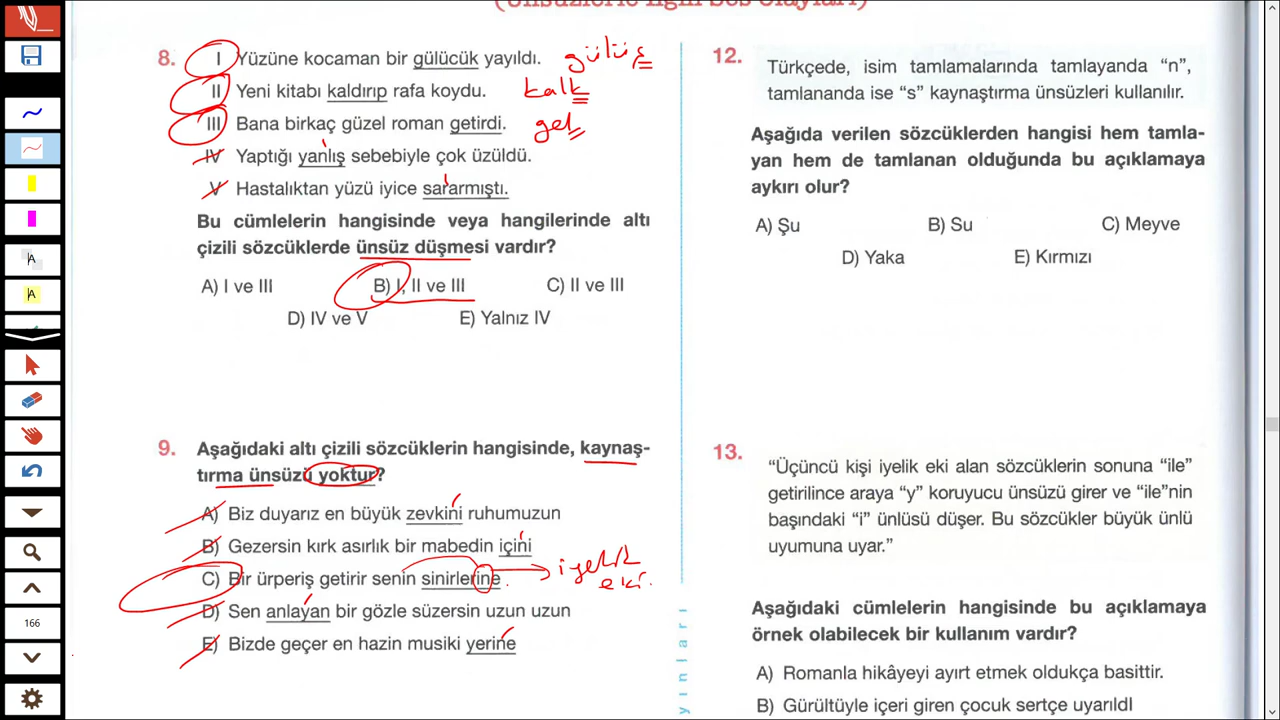 (Ünsüzlerle İlgili Ses Olayları)
8. I Yüzüne kocaman bir gülücük yayıldı. gülüş
II Yeni kitabı kaldırıp rafa koydu. kalk
III Bana birkaç güzel roman getirdi. gel
IV Yaptığı yanlış sebebiyle çok üzüldü.
V Hastalıktan yüzü iyice sararmıştı.
Bu cümlelerin hangisinde veya hangilerinde altı
çizili sözcüklerde ünsüz düşmesi vardır?
A) I ve III B) I, II ve III C) II ve III
D) IV ve V E) Yalnız IV
9. Aşağıdaki altı çizili sözcüklerin hangisinde, kaynaş-
tırma ünsüzü yoktur?
A) Biz duyarız en büyük zevkini ruhumuzun
B) Gezersin kırk asırlık bir mabedin içini
C) Bir ürperiş getirir senin sinirlerine . iyelik
eki.
D) Sen anlayan bir gözle süzersin uzun uzun
E) Bizde geçer en hazin musiki yerine
12. Türkçede, isim tamlamalarında tamlayanda “n”,
tamlananda ise “s” kaynaştırma ünsüzleri kullanılır.
Aşağıda verilen sözcüklerden hangisi hem tamla-
yan hem de tamlanan olduğunda bu açıklamaya
aykırı olur?
A) Şu B) Su C) Meyve
D) Yaka E) Kırmızı
13. “Üçüncü kişi iyelik eki alan sözcüklerin sonuna “ile”
getirilince araya “y” koruyucu ünsüzü girer ve “ile”nin
başındaki “i” ünlüsü düşer. Bu sözcükler büyük ünlü
uyumuna uyar.”
Aşağıdaki cümlelerin hangisinde bu açıklamaya
örnek olabilecek bir kullanım vardır?
A) Romanla hikâyeyi ayırt etmek oldukça basittir.
B) Gürültüyle içeri giren çocuk sertçe uyarıldı
yınları
A
A
166